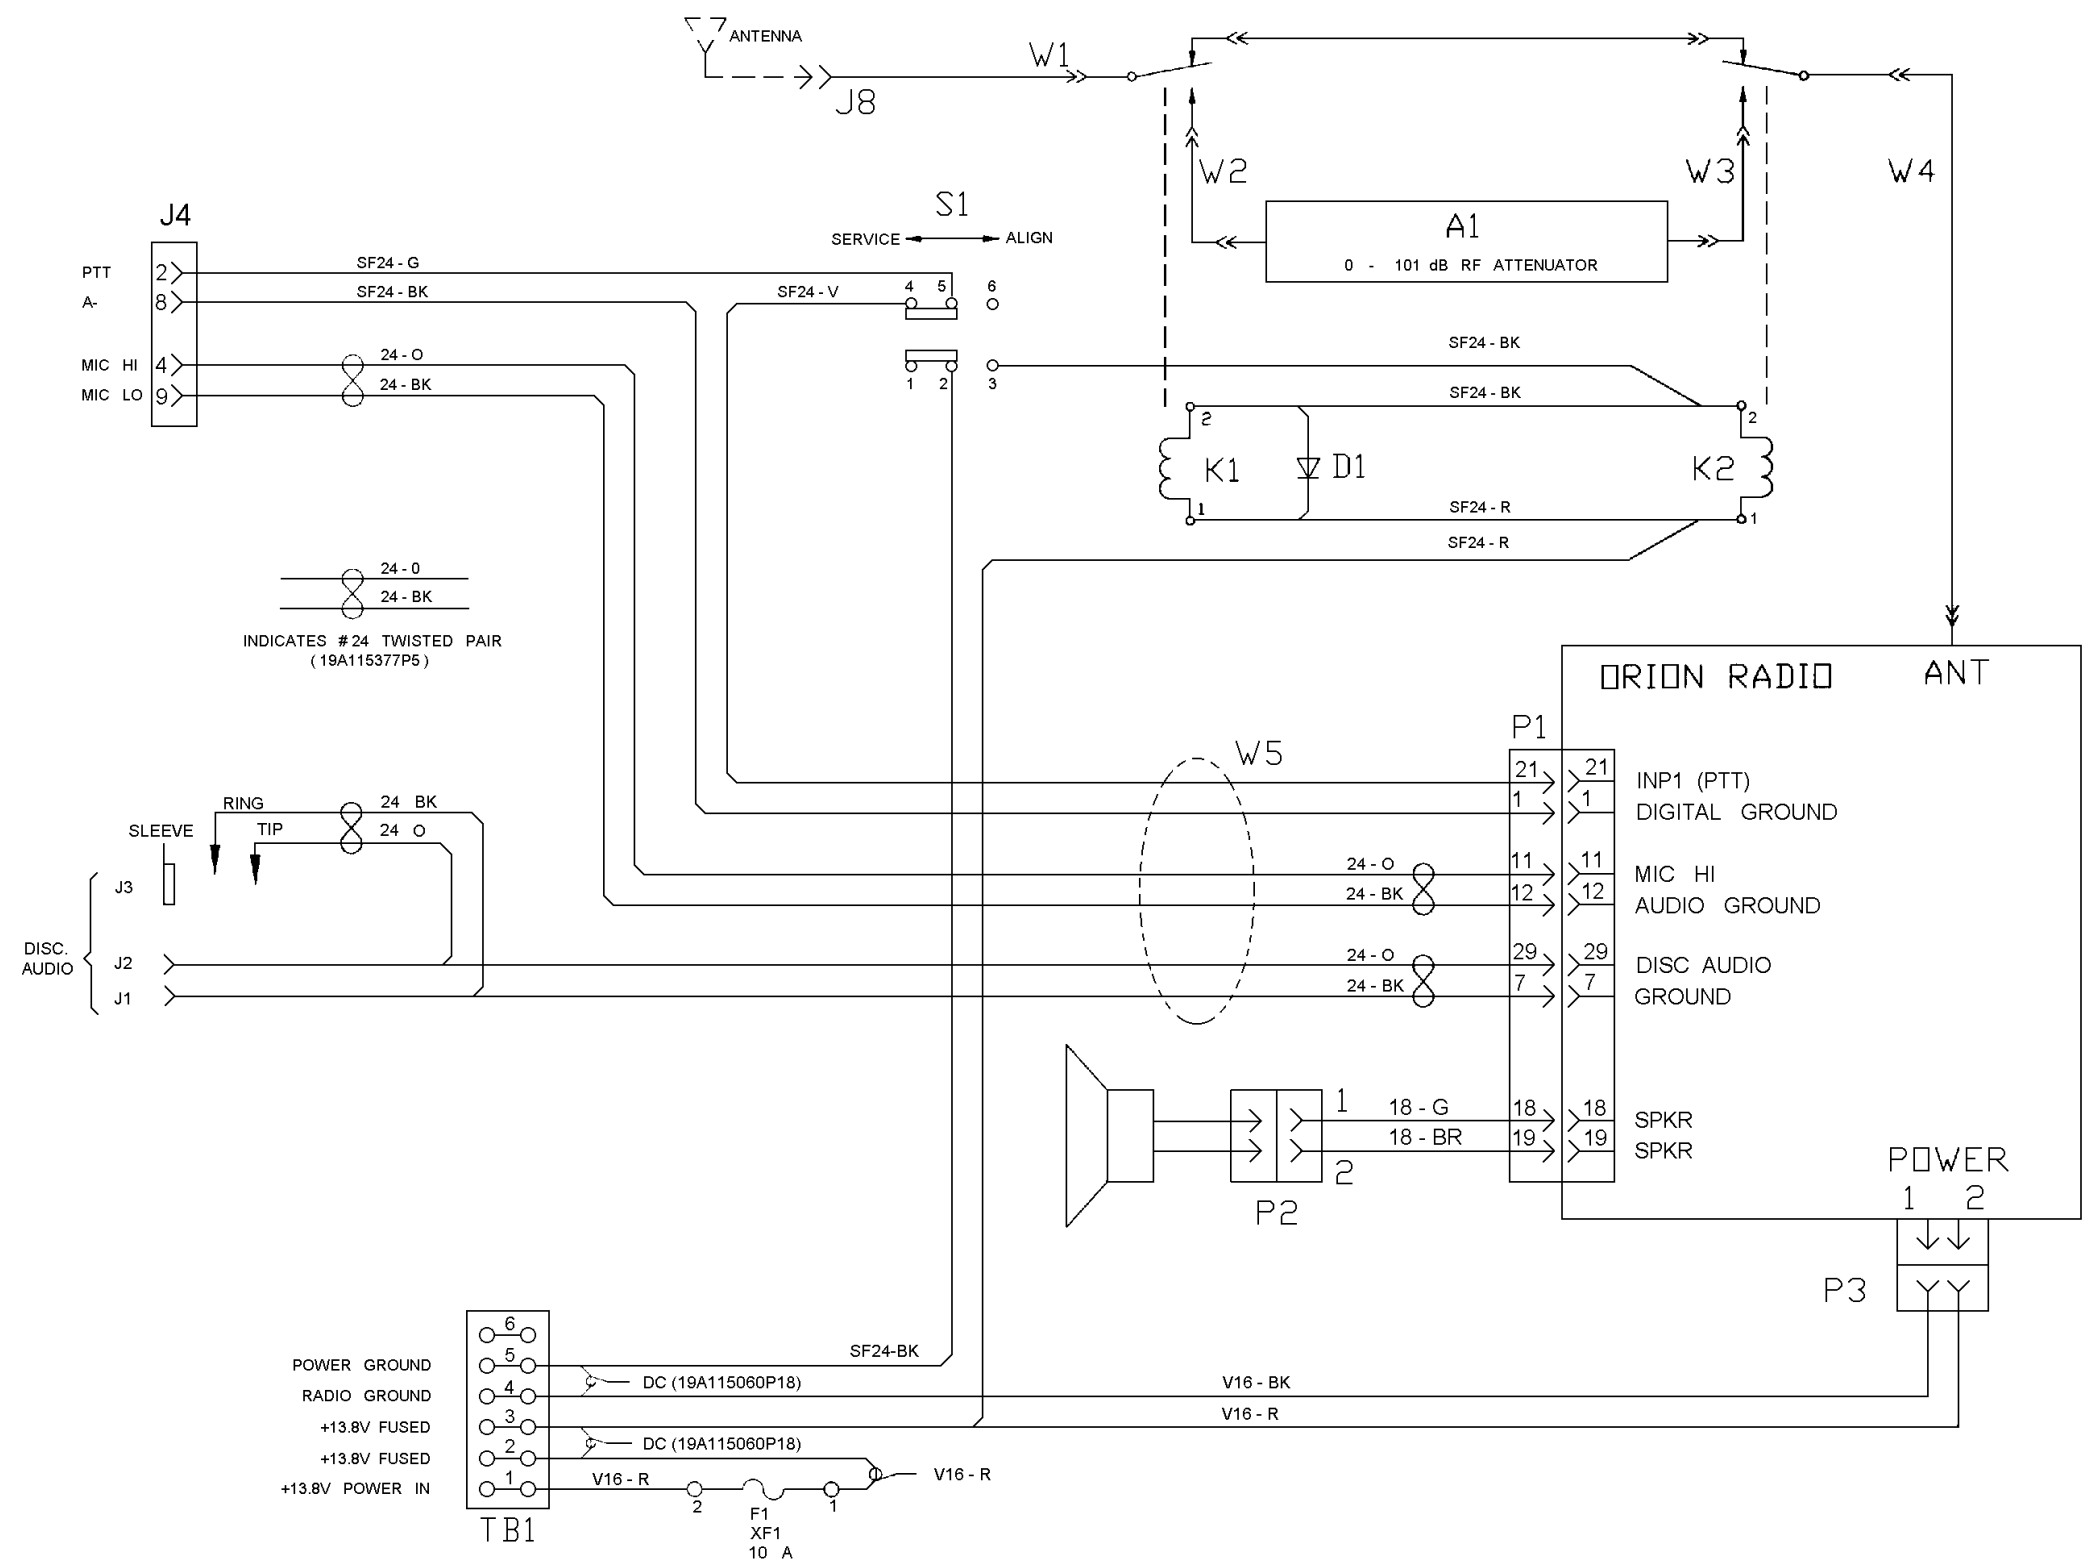 ANTENNA
J8
W1
W2
W3
W4
A1
0 - 101 dB RF ATTENUATOR
S1
SERVICE
ALIGN
4 5 6
1 2 3
J4
PTT 2
A- 8
MIC HI 4
MIC LO 9
SF24 - G
SF24 - BK
24 - O
24 - BK
SF24 - V
SF24 - BK
SF24 - BK
2
K1
1
D1
2
K2
1
SF24 - R
SF24 - R
24 - 0
24 - BK
INDICATES #24 TWISTED PAIR
(19A115377P5)
ORION RADIO
ANT
P1
W5
21 21 INP1 (PTT)
1 1 DIGITAL GROUND
24 - O 11 11 MIC HI
24 - BK 12 12 AUDIO GROUND
24 - O 29 29 DISC AUDIO
24 - BK 7 7 GROUND
RING
24 BK
SLEEVE
TIP
24 O
J3
DISC.
AUDIO
J2
J1
1 18 - G 18 18 SPKR
18 - BR 19 19 SPKR
2
P2
POWER
1 2
P3
6
POWER GROUND 5
RADIO GROUND 4
+13.8V FUSED 3
+13.8V FUSED 2
+13.8V POWER IN 1
TB1
SF24-BK
DC (19A115060P18)
V16 - BK
V16 - R
DC (19A115060P18)
V16 - R
V16 - R
2
1
F1
XF1
10 A